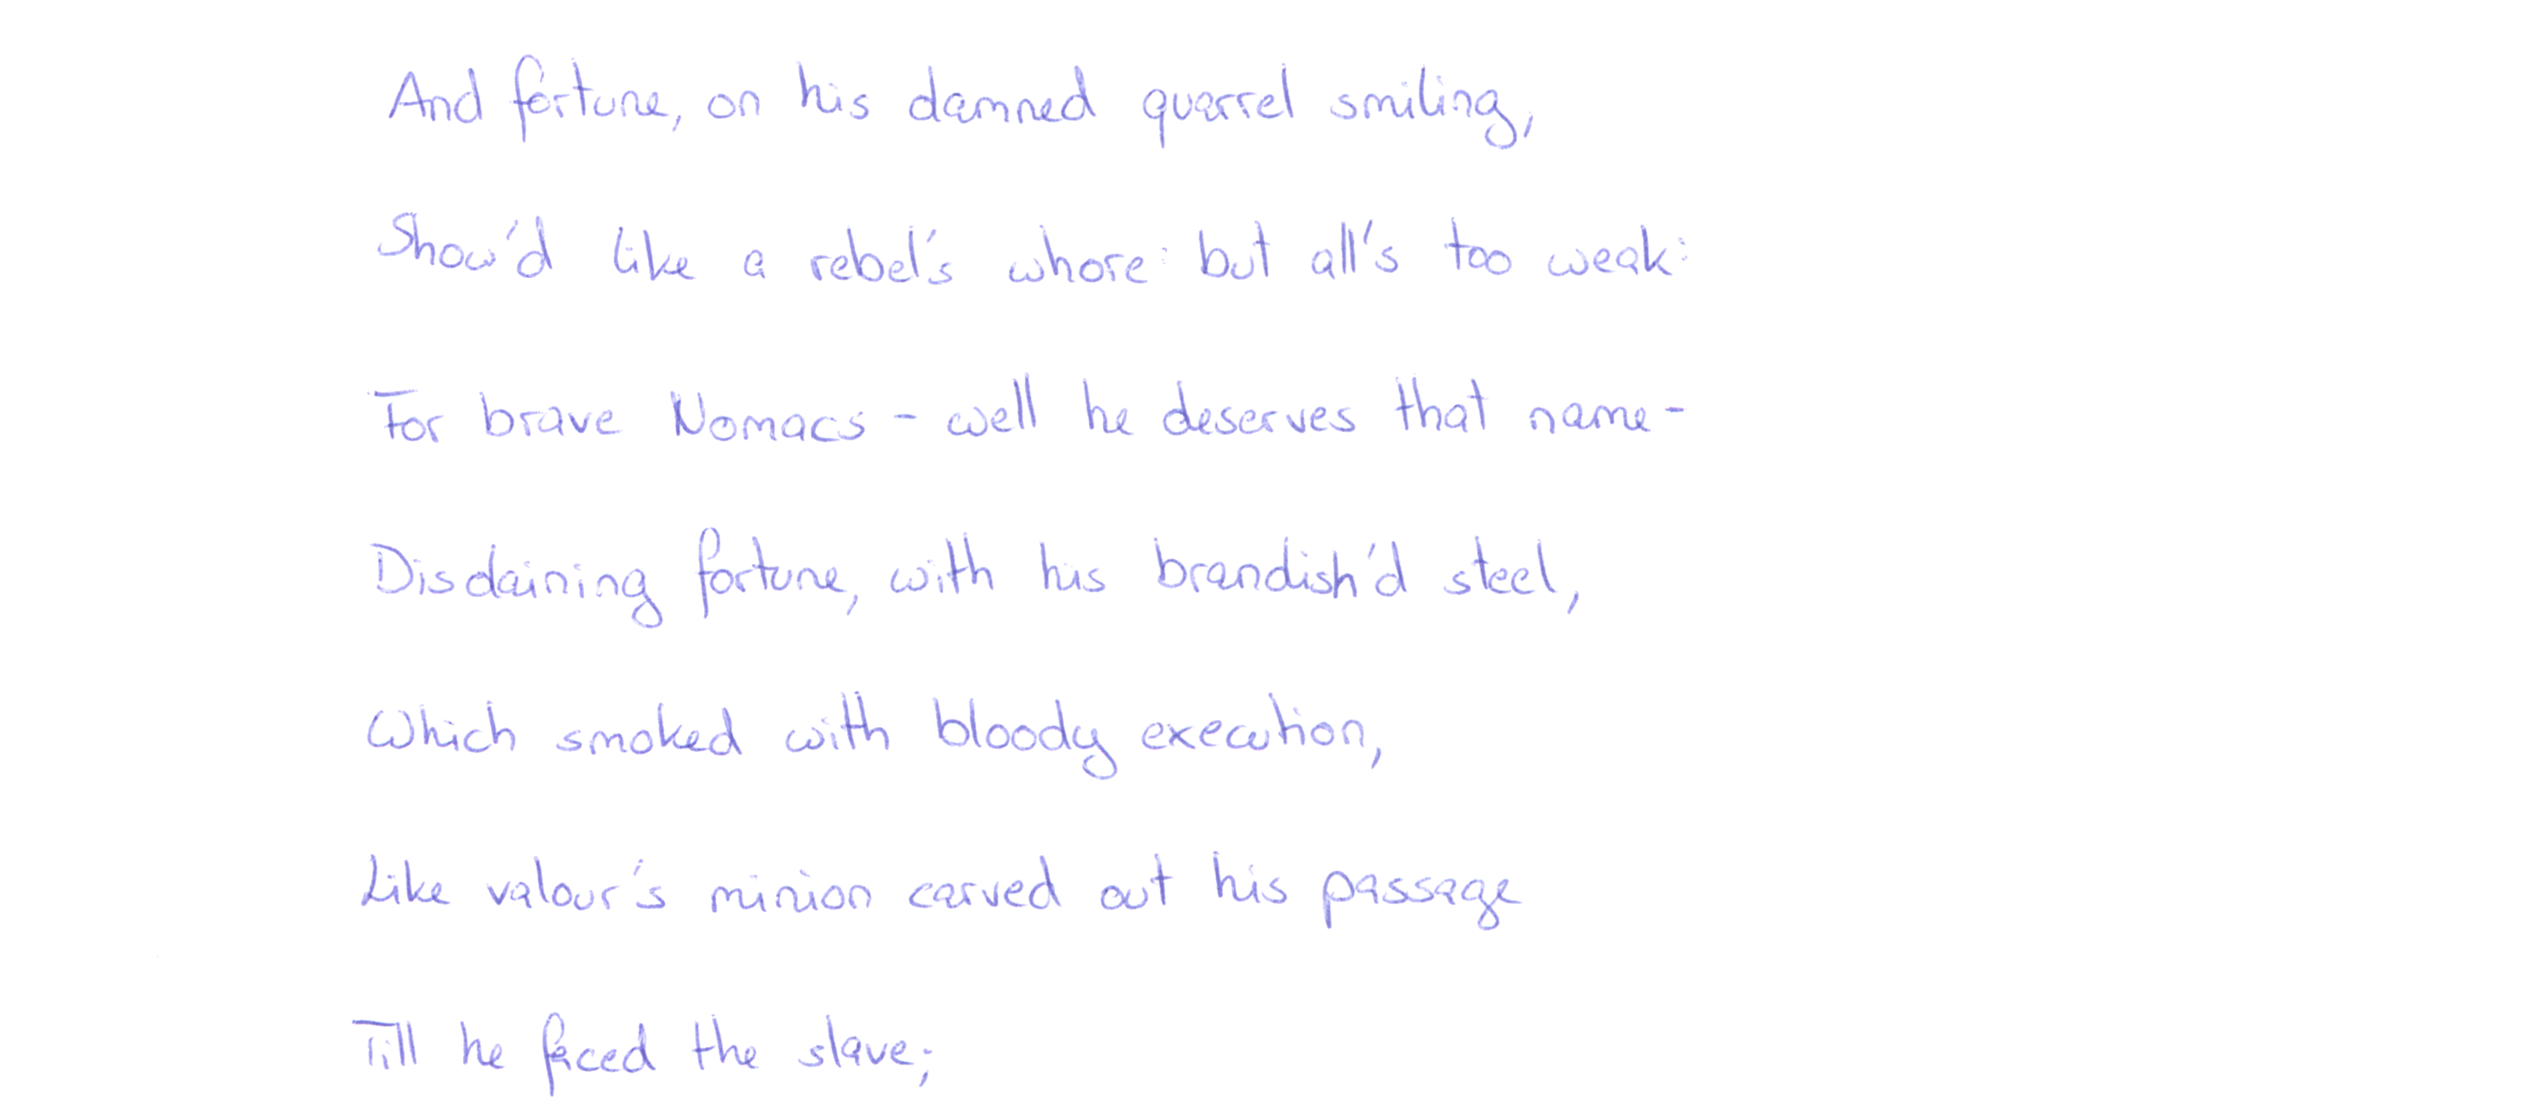 And fortune, on his damned quarrel smiling,
Show'd like a rebel's whore: but all's too weak:
For brave Nomacs - well he deserves that name -
Disdaining fortune, with his brandish'd steel,
Which smoked with bloody execution,
Like valour's minion carved out his passage
Till he faced the slave;